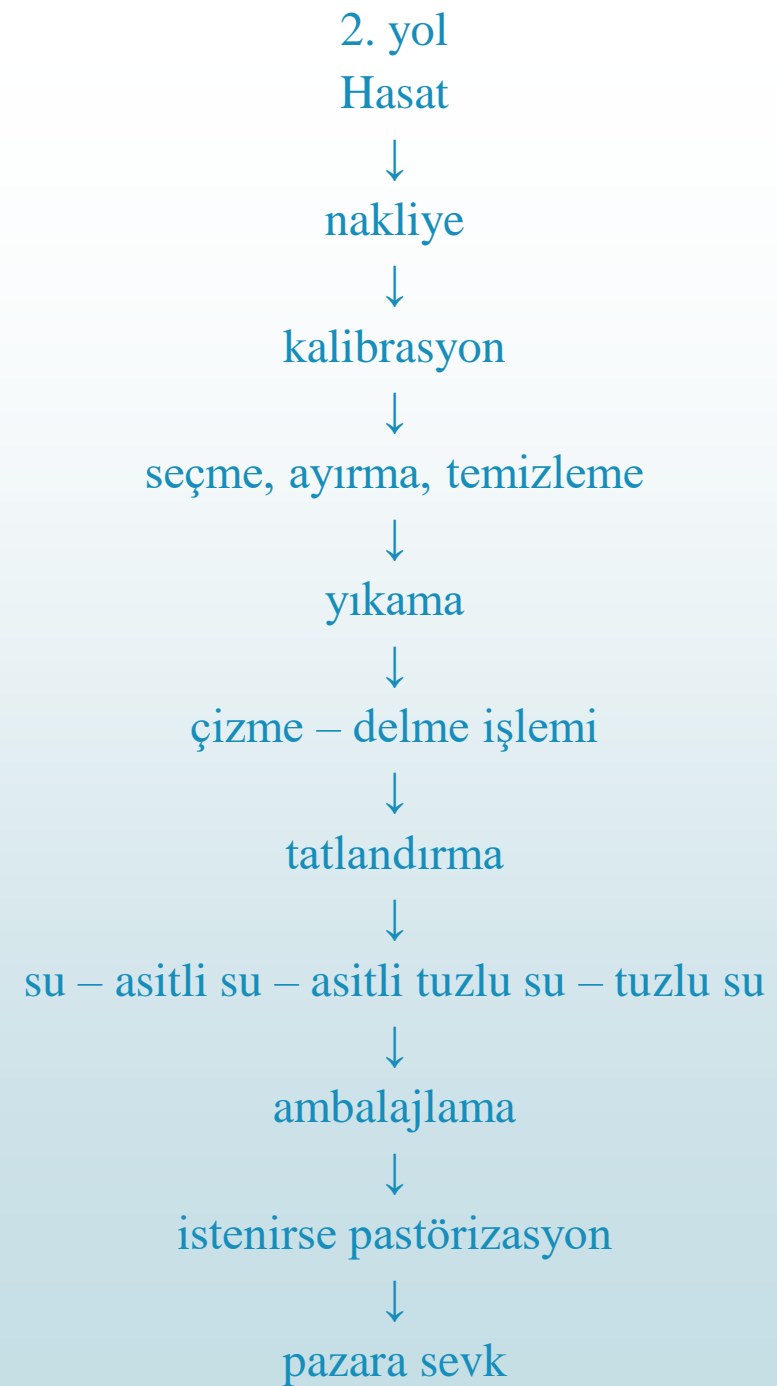 2. yol
Hasat
↓
nakliye
↓
kalibrasyon
↓
seçme, ayırma, temizleme
↓
yıkama
↓
çizme – delme işlemi
↓
tatlandırma
↓
su – asitli su – asitli tuzlu su – tuzlu su
↓
ambalajlama
↓
istenirse pastörizasyon
↓
pazara sevk